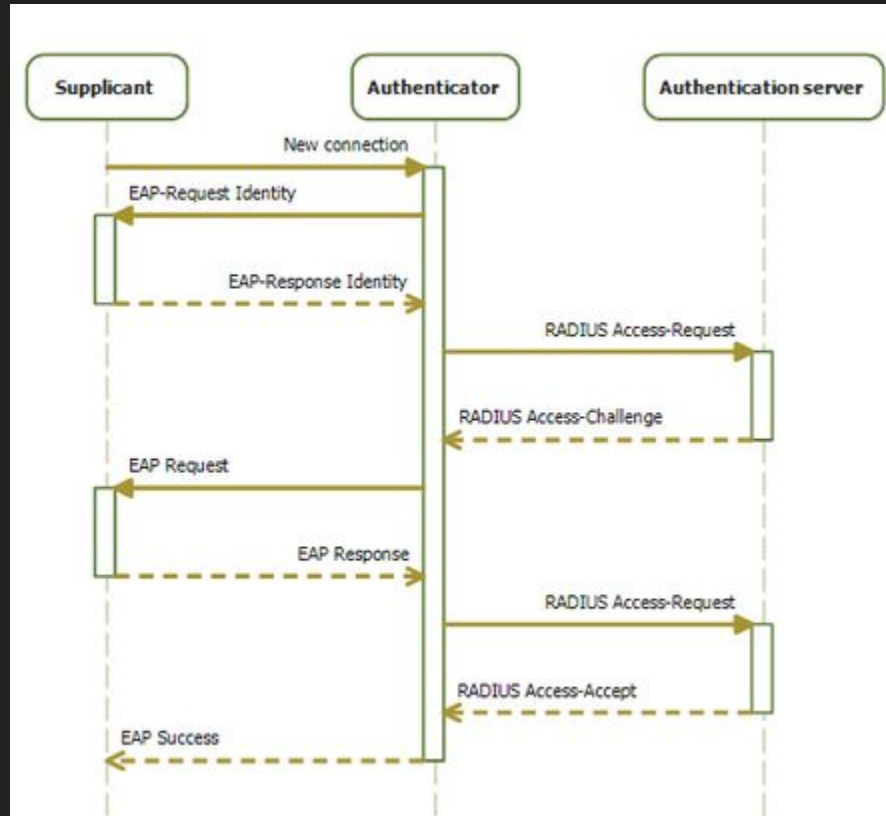 Supplicant
Authenticator
Authentication server
New connection
EAP-Request Identity
EAP-Response Identity
RADIUS Access-Request
RADIUS Access-Challenge
EAP Request
EAP Response
RADIUS Access-Request
RADIUS Access-Accept
EAP Success